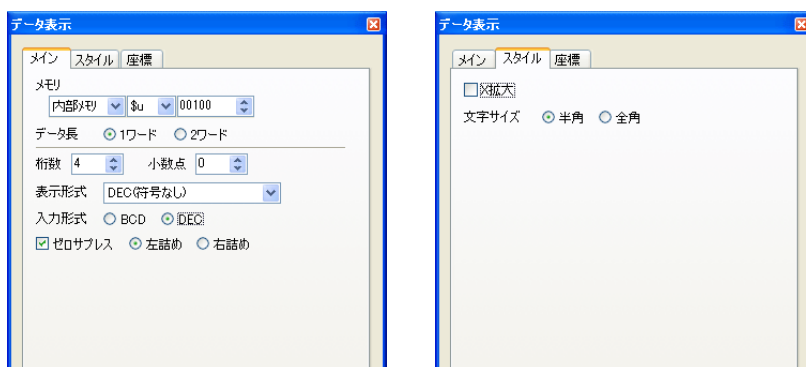 データ表示
メイン スタイル 座標
メモリ
内部メモリ $u 00100
データ長 1ワード 2ワード
桁数 4 小数点 0
表示形式 DEC(符号なし)
入力形式 BCD DEC
ゼロサプレス 左詰め 右詰め
データ表示
メイン スタイル 座標
X拡大
文字サイズ 半角 全角